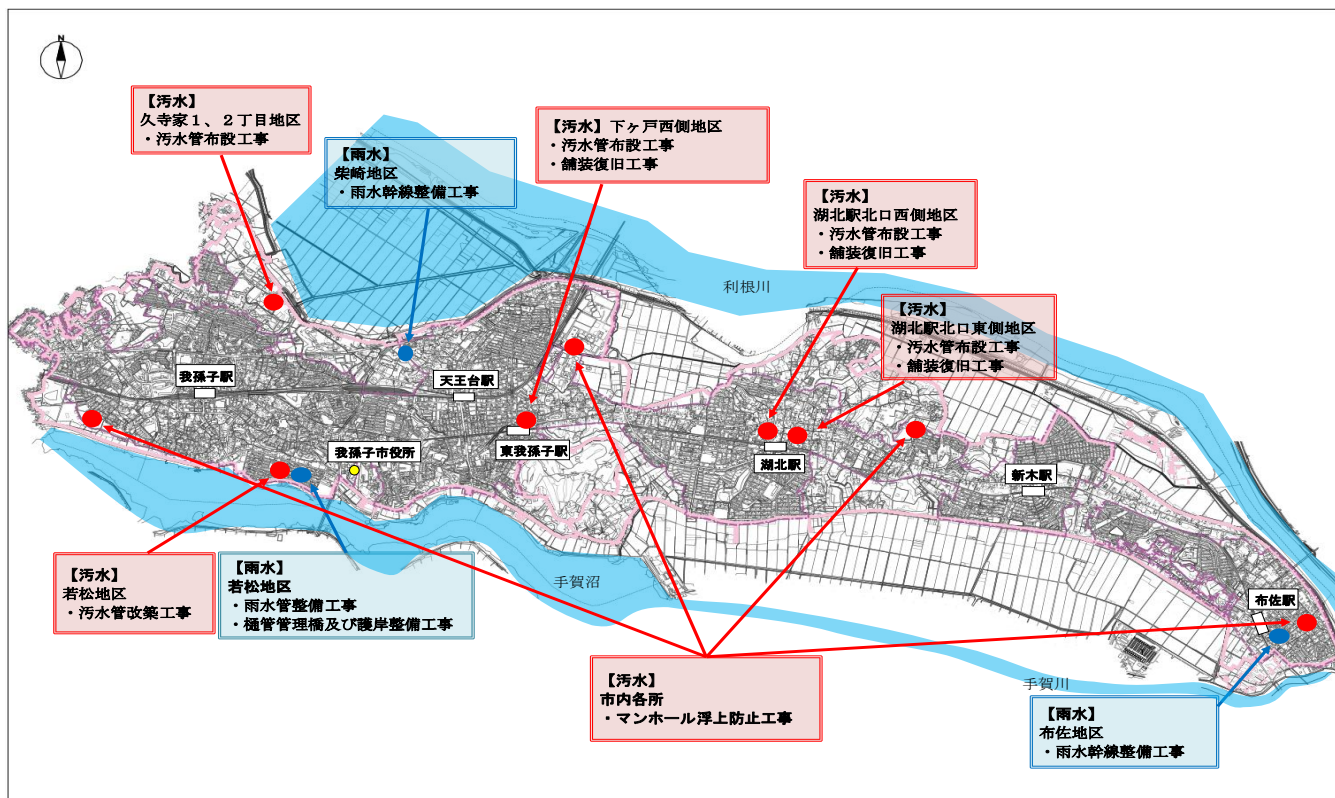 N
【汚水】
久寺家１、２丁目地区
・汚水管布設工事
【雨水】
柴崎地区
・雨水幹線整備工事
【汚水】下ヶ戸西側地区
・汚水管布設工事
・舗装復旧工事
【汚水】
湖北駅北口西側地区
・汚水管布設工事
・舗装復旧工事
【汚水】
湖北駅北口東側地区
・汚水管布設工事
・舗装復旧工事
利根川
我孫子駅
天王台駅
我孫子市役所
東我孫子駅
湖北駅
新木駅
布佐駅
手賀沼
手賀川
【汚水】
若松地区
・汚水管改築工事
【雨水】
若松地区
・雨水管整備工事
・樋管管理橋及び護岸整備工事
【汚水】
市内各所
・マンホール浮上防止工事
【雨水】
布佐地区
・雨水幹線整備工事